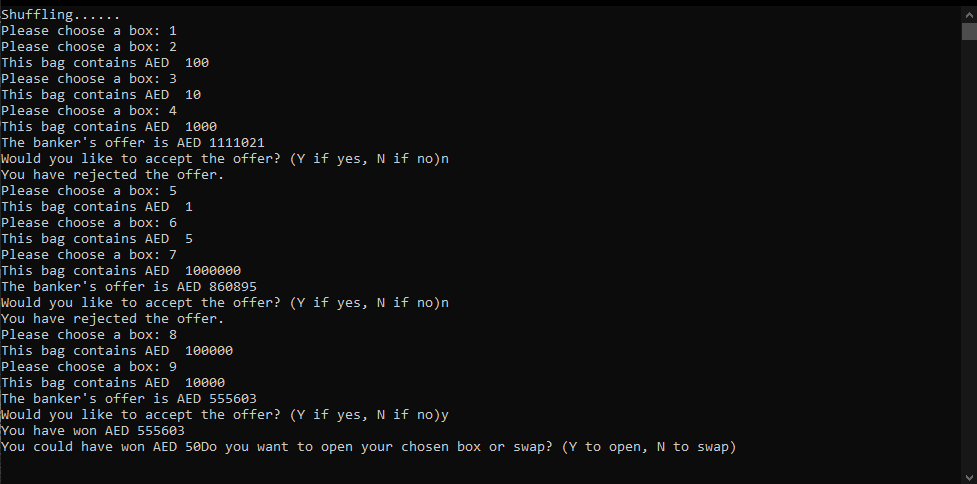 Shuffling......
Please choose a box: 1
Please choose a box: 2
This bag contains AED  100
Please choose a box: 3
This bag contains AED  10
Please choose a box: 4
This bag contains AED  1000
The banker's offer is AED 1111021
Would you like to accept the offer? (Y if yes, N if no)n
You have rejected the offer.
Please choose a box: 5
This bag contains AED  1
Please choose a box: 6
This bag contains AED  5
Please choose a box: 7
This bag contains AED  1000000
The banker's offer is AED 860895
Would you like to accept the offer? (Y if yes, N if no)n
You have rejected the offer.
Please choose a box: 8
This bag contains AED  100000
Please choose a box: 9
This bag contains AED  10000
The banker's offer is AED 555603
Would you like to accept the offer? (Y if yes, N if no)y
You have won AED 555603
You could have won AED 50Do you want to open your chosen box or swap? (Y to open, N to swap)